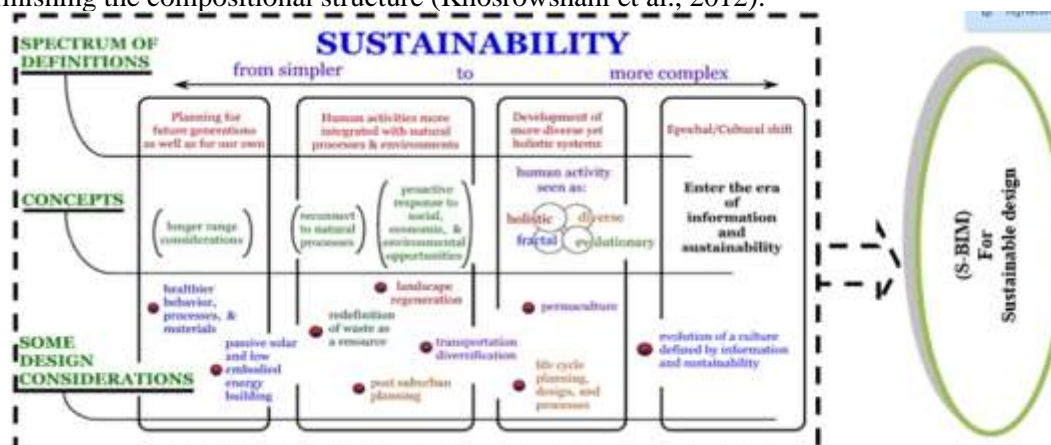 minishing the compositional structure (Khosrowshahi et al., 2012).
SPECTRUM OF
DEFINITIONS
SUSTAINABILITY
from simpler
to
more complex
Planning for
future generations
as well as for our own
Human activities more
integrated with natural
processes & environments
Development of
more diverse yet
holistic systems
Epochal/Cultural shift
CONCEPTS
longer range
considerations
reconnect
to natural
processes
proactive
response to
social,
economic, &
environmental
opportunities
human activity
seen as:
holistic
diverse
fractal
evolutionary
Enter the era
of
information
and
sustainability
SOME
DESIGN
CONSIDERATIONS
healthier
behavior,
processes, &
materials
passive solar
and low
embodied
energy
building
landscape
regeneration
redefinition
of waste as
a resource
transportation
diversification
post suburban
planning
permaculture
life cycle
planning,
design, and
processes
evolution of a culture
defined by information
and sustainability
(S-BIM)
For
Sustainable design